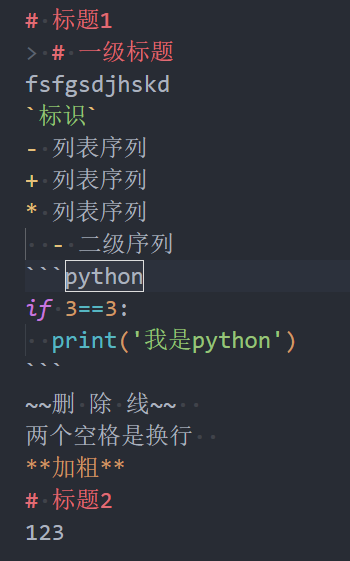 # 标题1
> # 一级标题
fsfgsdjhskd
`标识`
- 列表序列
+ 列表序列
* 列表序列
  - 二级序列
```python
if 3==3:
  print('我是python')
```
~~删 除 线~~
两个空格是换行
**加粗**
# 标题2
123